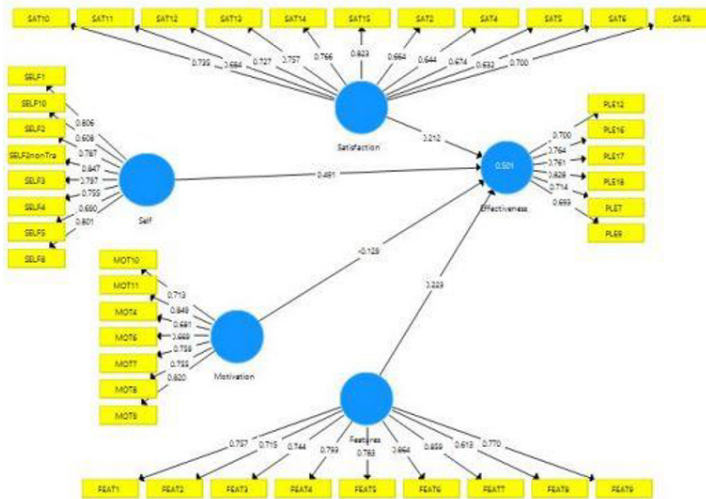 SAT10 SAT11 SAT12 SAT13 SAT14 SAT15 SAT2 SAT4 SAT5 SAT6 SAT8
0.735 0.684 0.727 0.757 0.766 0.823 0.664 0.644 0.674 0.632 0.700
Satisfaction
SELF1
SELF10
SELF2
SELF2nonTra
SELF3
SELF4
SELF5
SELF8
0.806
0.608
0.787
0.847
0.737
0.755
0.690
0.801
Self
0.212
0.491
-0.129
0.223
0.501
Effectiveness
PLE12
PLE16
PLE17
PLE18
PLE7
PLE9
0.700
0.764
0.761
0.828
0.714
0.693
MOT10
MOT11
MOT4
MOT6
MOT7
MOT8
MOT9
0.713
0.849
0.681
0.669
0.759
0.755
0.820
Motivation
Features
0.757 0.715 0.744 0.793 0.783 0.864 0.859 0.613 0.770
FEAT1 FEAT2 FEAT3 FEAT4 FEAT5 FEAT6 FEAT7 FEAT8 FEAT9